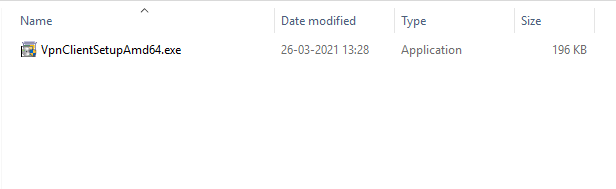 Name Date modified Type Size
VpnClientSetupAmd64.exe 26-03-2021 13:28 Application 196 KB